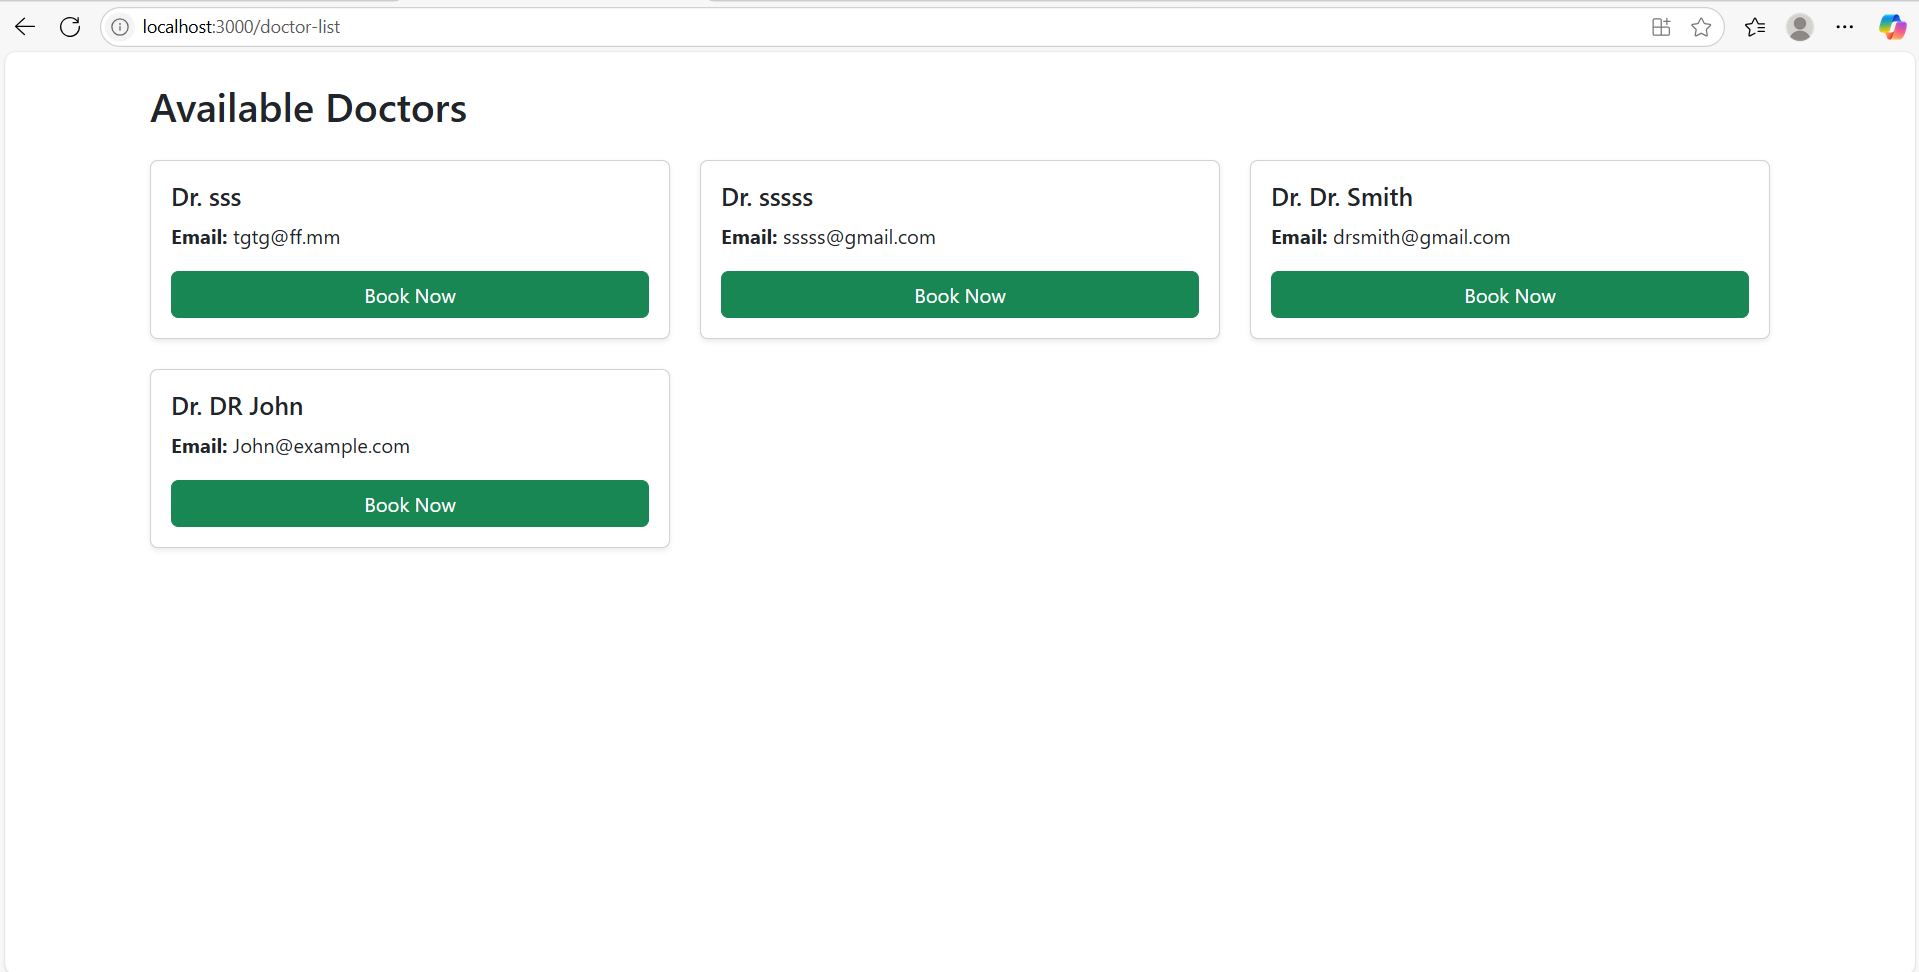 localhost:3000/doctor-list
Available Doctors
Dr. sss
Email: tgtg@ff.mm
Book Now
Dr. sssss
Email: sssss@gmail.com
Book Now
Dr. Dr. Smith
Email: drsmith@gmail.com
Book Now
Dr. DR John
Email: John@example.com
Book Now